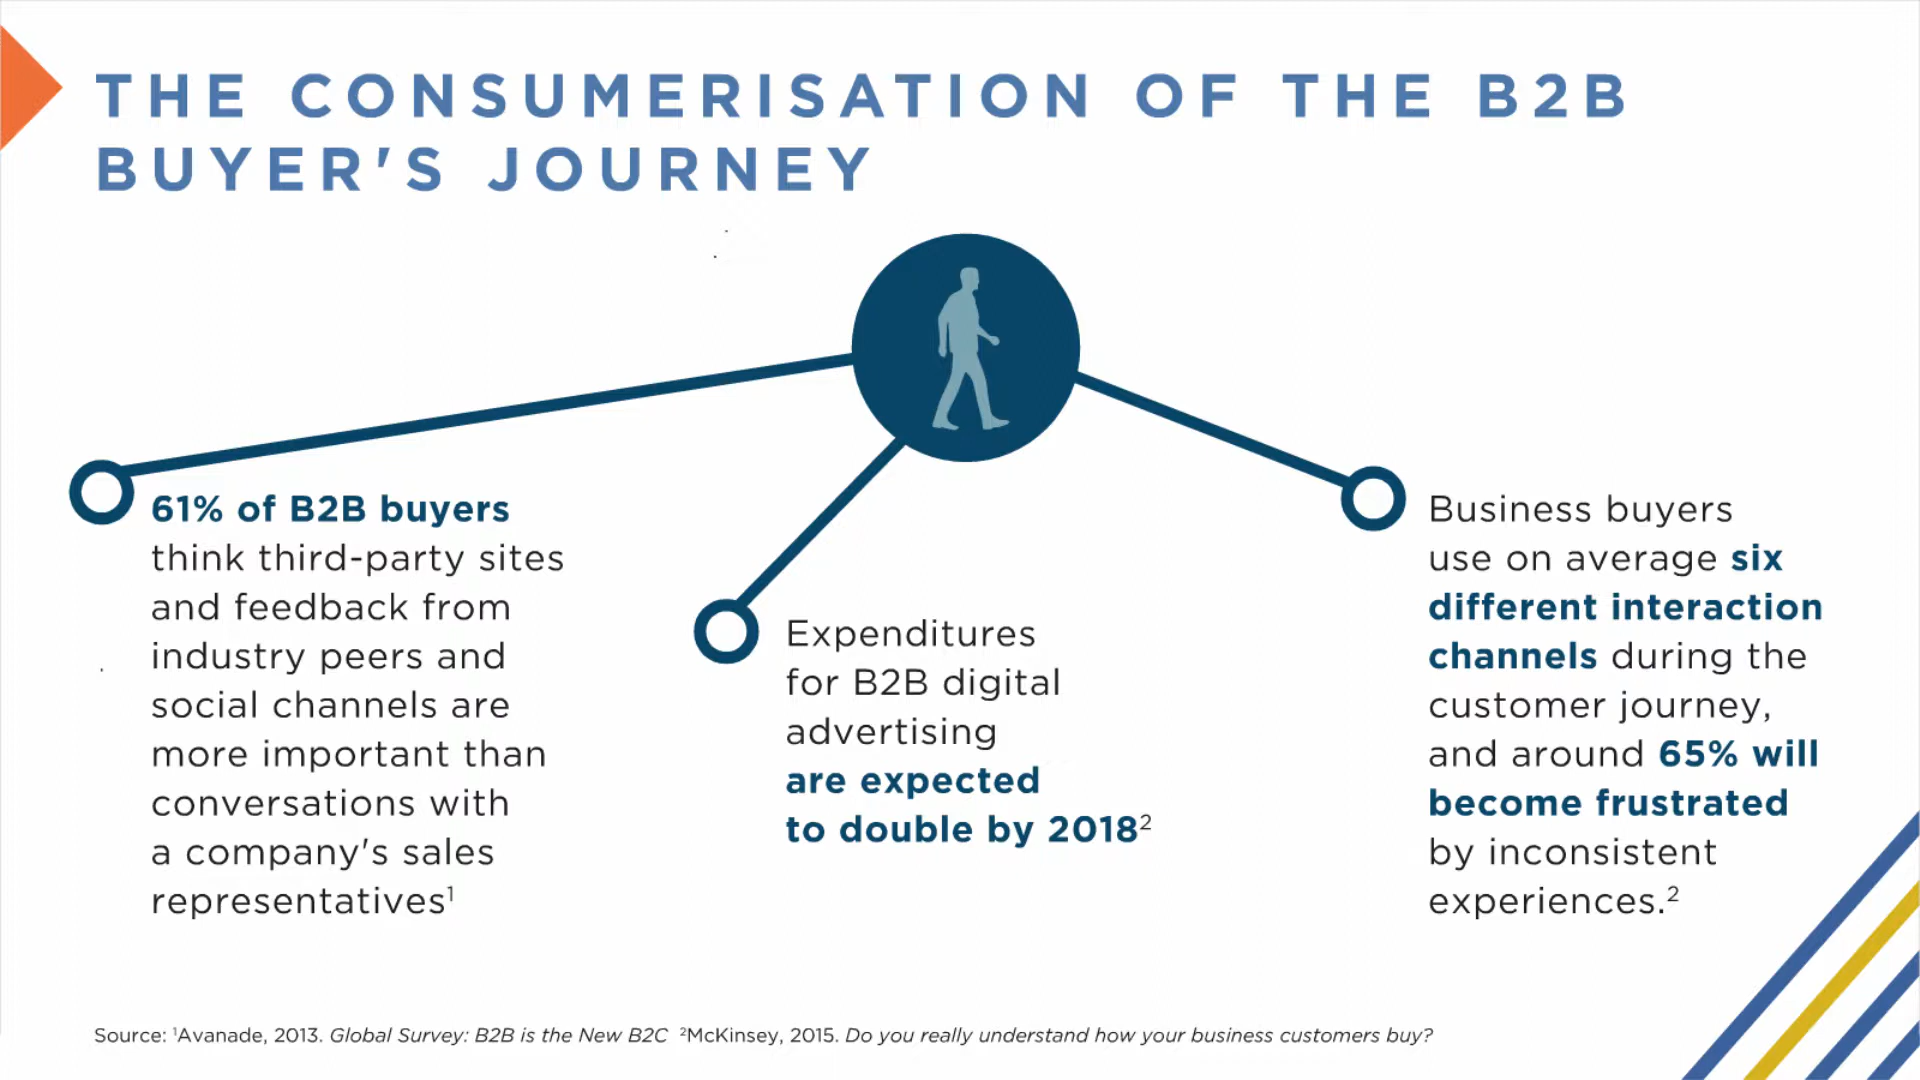 THE CONSUMERISATION OF THE B2B
BUYER'S JOURNEY
61% of B2B buyers
think third-party sites
and feedback from
industry peers and
social channels are
more important than
conversations with
a company's sales
representatives¹
Expenditures
for B2B digital
advertising
are expected
to double by 2018²
Business buyers
use on average six
different interaction
channels during the
customer journey,
and around 65% will
become frustrated
by inconsistent
experiences.²
Source: ¹Avanade, 2013. Global Survey: B2B is the New B2C ²McKinsey, 2015. Do you really understand how your business customers buy?